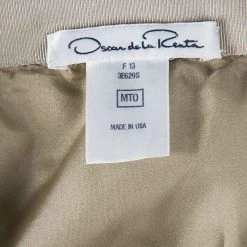 Oscar de la Renta
F 13
3E629S
MTO
MADE IN USA